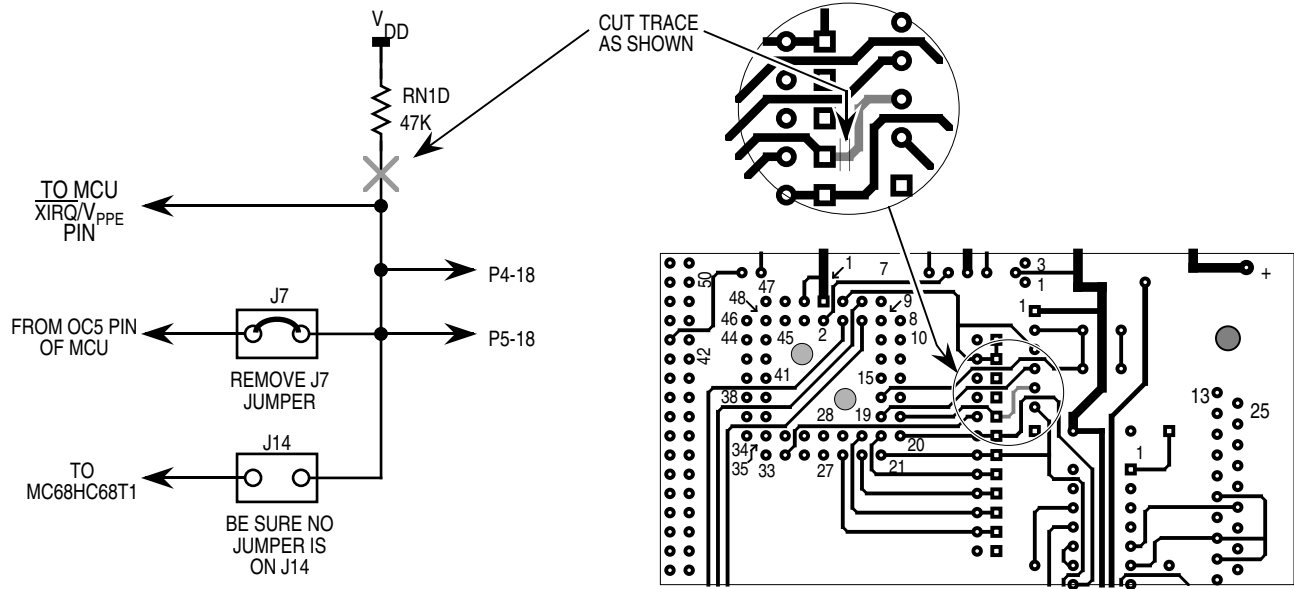 V
DD
CUT TRACE
AS SHOWN
RN1D
47K
TO MCU
XIRQ/VPPE
PIN
P4-18
J7
FROM OC5 PIN
OF MCU
P5-18
REMOVE J7
JUMPER
J14
TO
MC68HC68T1
BE SURE NO
JUMPER IS
ON J14
50
47
1
7
3
1
+
48
9
1
46
45
2
8
44
10
42
41
15
38
13
25
28
19
34
20
35
33
27
21
1